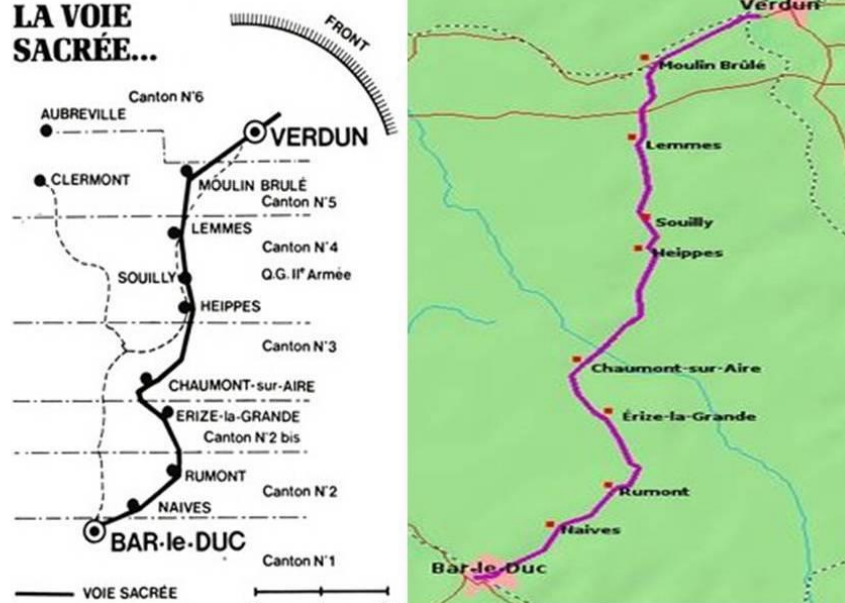 LA VOIE
SACRÉE...
FRONT
Canton N°6
AUBREVILLE
VERDUN
CLERMONT
MOULIN BRULÉ
Canton N°5
LEMMES
Canton N°4
SOUILLY
Q.G. IIe Armée
HEIPPES
Canton N°3
CHAUMONT-sur-AIRE
ERIZE-la-GRANDE
Canton N°2 bis
RUMONT
Canton N°2
NAIVES
BAR-le-DUC
Canton N°1
VOIE SACRÉE
Verdun
Moulin Brûlé
Lemmes
Souilly
Heippes
Chaumont-sur-Aire
Érize-la-Grande
Rumont
Naives
Bar-le-Duc